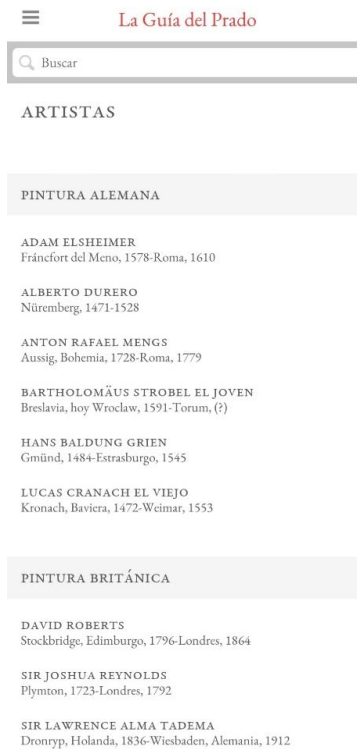 La Guía del Prado
Buscar
ARTISTAS
PINTURA ALEMANA
ADAM ELSHEIMER
Fráncfort del Meno, 1578-Roma, 1610
ALBERTO DURERO
Nüremberg, 1471-1528
ANTON RAFAEL MENGS
Aussig, Bohemia, 1728-Roma, 1779
BARTHOLOMÄUS STROBEL EL JOVEN
Breslavia, hoy Wroclaw, 1591-Torum, (?)
HANS BALDUNG GRIEN
Gmünd, 1484-Estrasburgo, 1545
LUCAS CRANACH EL VIEJO
Kronach, Baviera, 1472-Weimar, 1553
PINTURA BRITÁNICA
DAVID ROBERTS
Stockbridge, Edimburgo, 1796-Londres, 1864
SIR JOSHUA REYNOLDS
Plymton, 1723-Londres, 1792
SIR LAWRENCE ALMA TADEMA
Dronryp, Holanda, 1836-Wiesbaden, Alemania, 1912